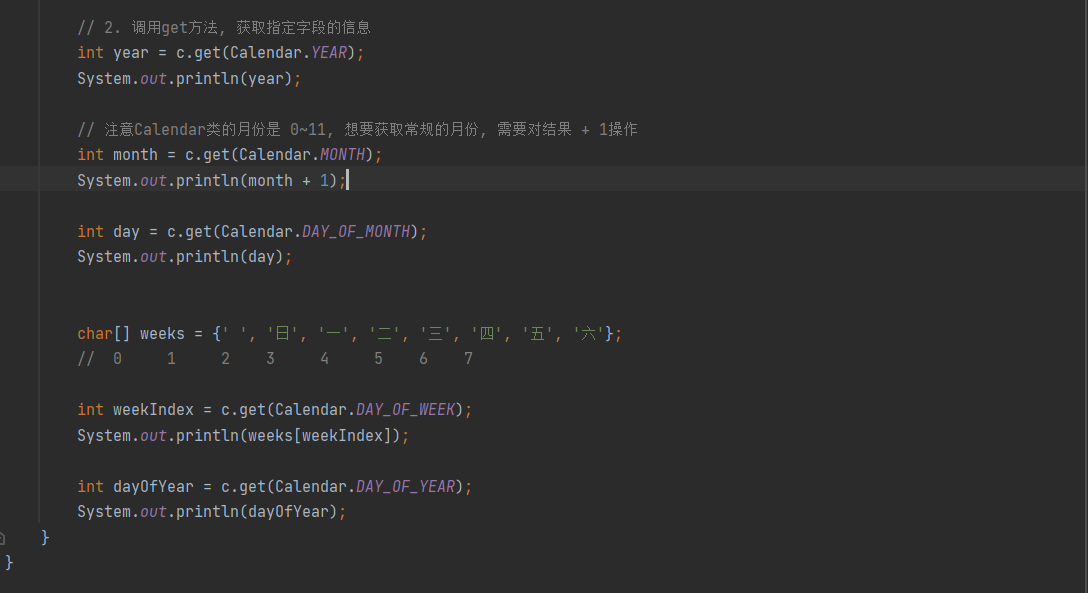 // 2. 调用get方法, 获取指定字段的信息
int year = c.get(Calendar.YEAR);
System.out.println(year);
// 注意Calendar类的月份是 0~11, 想要获取常规的月份, 需要对结果 + 1操作
int month = c.get(Calendar.MONTH);
System.out.println(month + 1);
int day = c.get(Calendar.DAY_OF_MONTH);
System.out.println(day);
char[] weeks = {' ', '日', '一', '二', '三', '四', '五', '六'};
// 0 1 2 3 4 5 6 7
int weekIndex = c.get(Calendar.DAY_OF_WEEK);
System.out.println(weeks[weekIndex]);
int dayOfYear = c.get(Calendar.DAY_OF_YEAR);
System.out.println(dayOfYear);
}
}